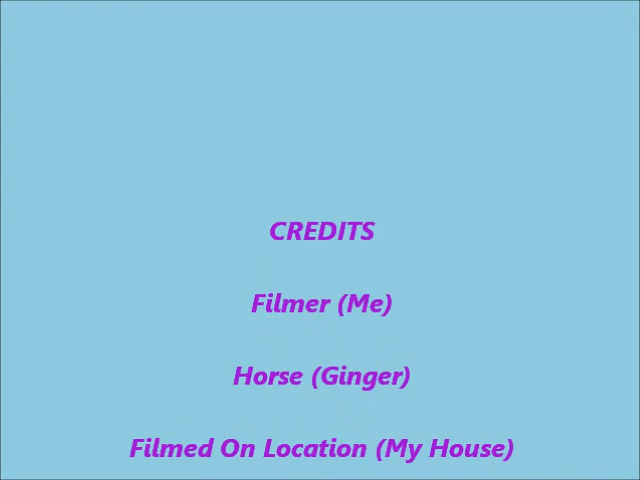 CREDITS
Filmer (Me)
Horse (Ginger)
Filmed On Location (My House)